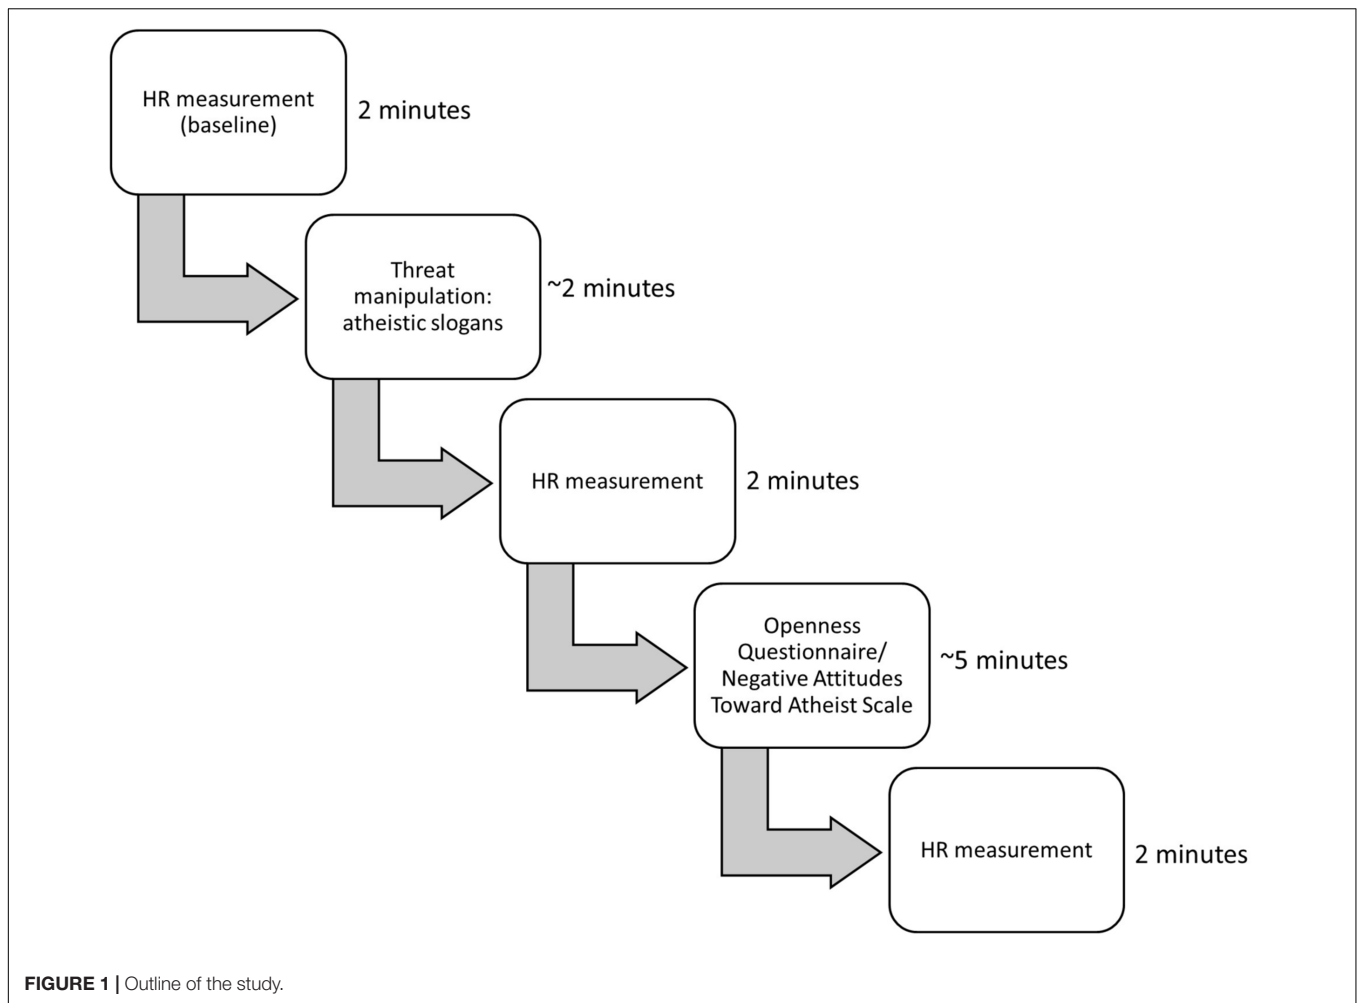 HR measurement
(baseline)
2 minutes
Threat
manipulation:
atheistic slogans
~2 minutes
HR measurement
2 minutes
Openness
Questionnaire/
Negative Attitudes
Toward Atheist Scale
~5 minutes
HR measurement
2 minutes
FIGURE 1 | Outline of the study.